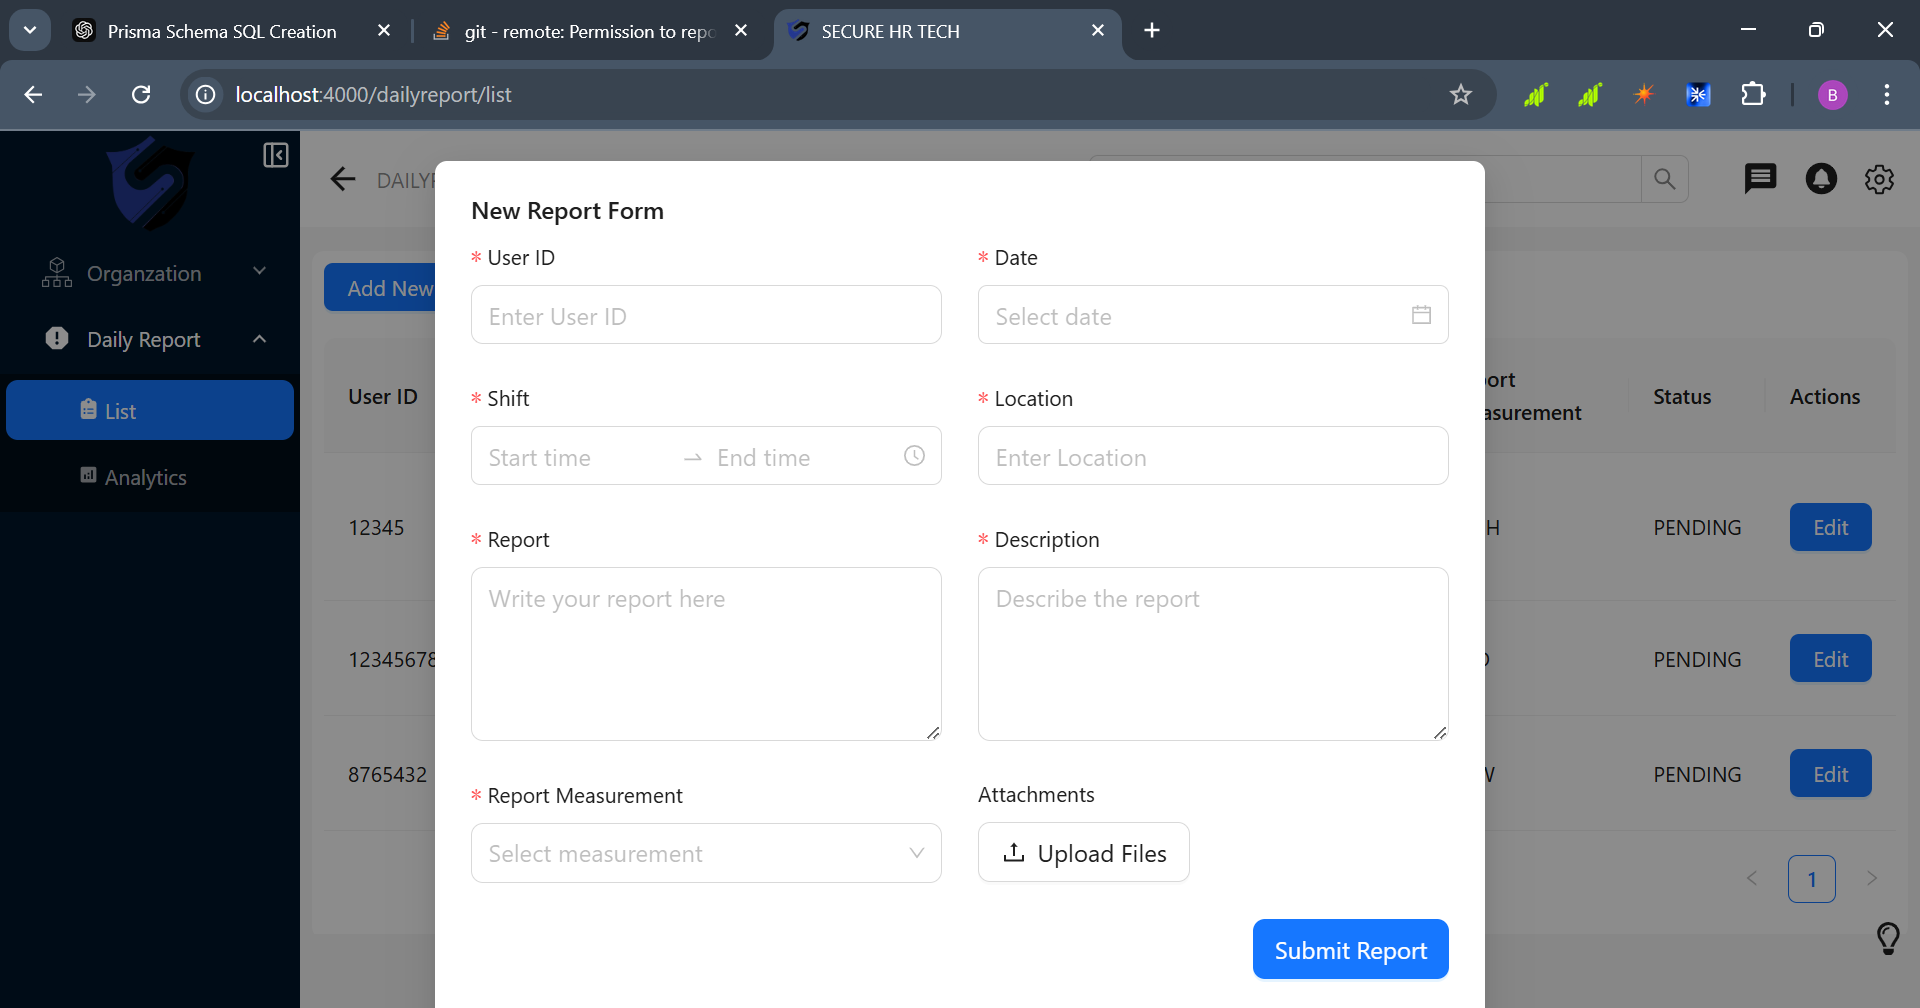 Prisma Schema SQL Creation
git - remote: Permission to repo
SECURE HR TECH
localhost:4000/dailyreport/list
B
DAILYR
Organzation
Daily Report
List
Analytics
Add New
User ID
ort
asurement
Status
Actions
12345
H
PENDING
Edit
12345678
PENDING
Edit
8765432
W
PENDING
Edit
1
New Report Form
* User ID
Enter User ID
* Date
Select date
* Shift
Start time → End time
* Location
Enter Location
* Report
Write your report here
* Description
Describe the report
* Report Measurement
Select measurement
Attachments
Upload Files
Submit Report